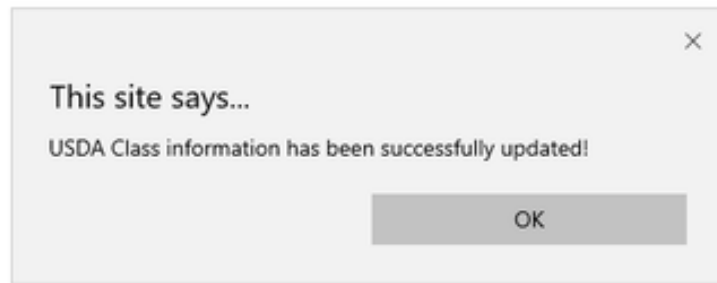 This site says...
USDA Class information has been successfully updated!
OK